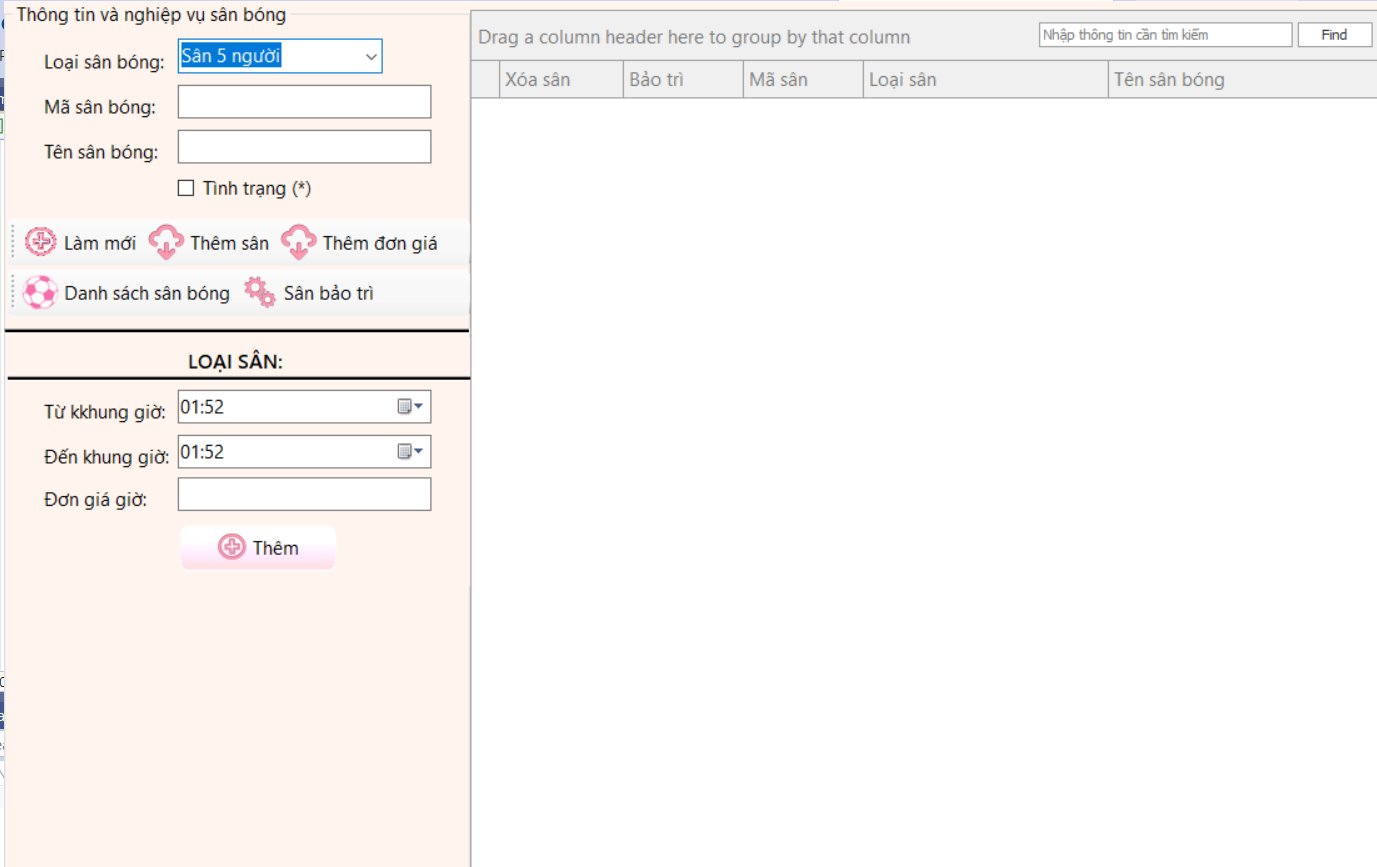 Thông tin và nghiệp vụ sân bóng
Loại sân bóng: Sân 5 người
Mã sân bóng:
Tên sân bóng:
Tình trạng (*)
Làm mới Thêm sân Thêm đơn giá
Danh sách sân bóng Sân bảo trì
LOẠI SÂN:
Từ kkhung giờ: 01:52
Đến khung giờ: 01:52
Đơn giá giờ:
Thêm
Drag a column header here to group by that column
Nhập thông tin cần tìm kiếm Find
Xóa sân Bảo trì Mã sân Loại sân Tên sân bóng